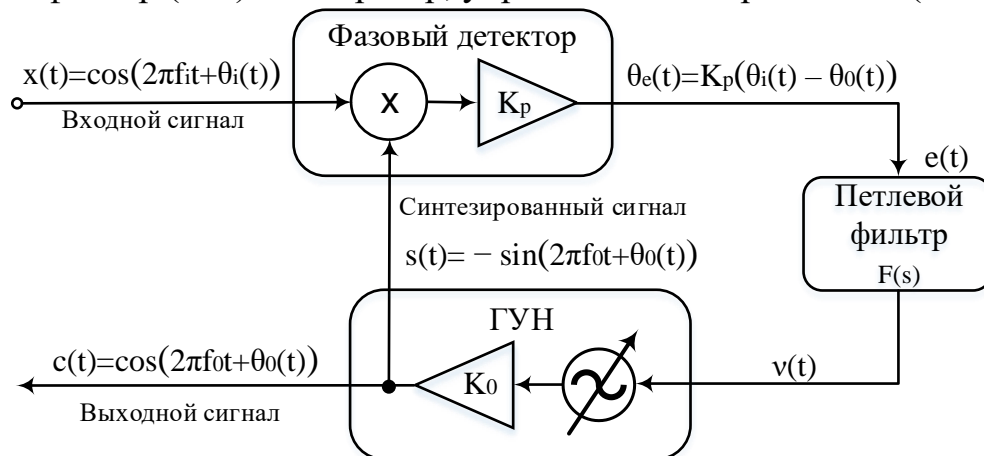 Фазовый детектор
x(t)=cos(2πfit+θi(t))
Входной сигнал
x
Kp
θe(t)=Kp(θi(t) − θ0(t))
e(t)
Петлевой
фильтр
F(s)
Синтезированный сигнал
s(t)= − sin(2πf0t+θ0(t))
ГУН
c(t)=cos(2πf0t+θ0(t))
Выходной сигнал
K0
ν(t)